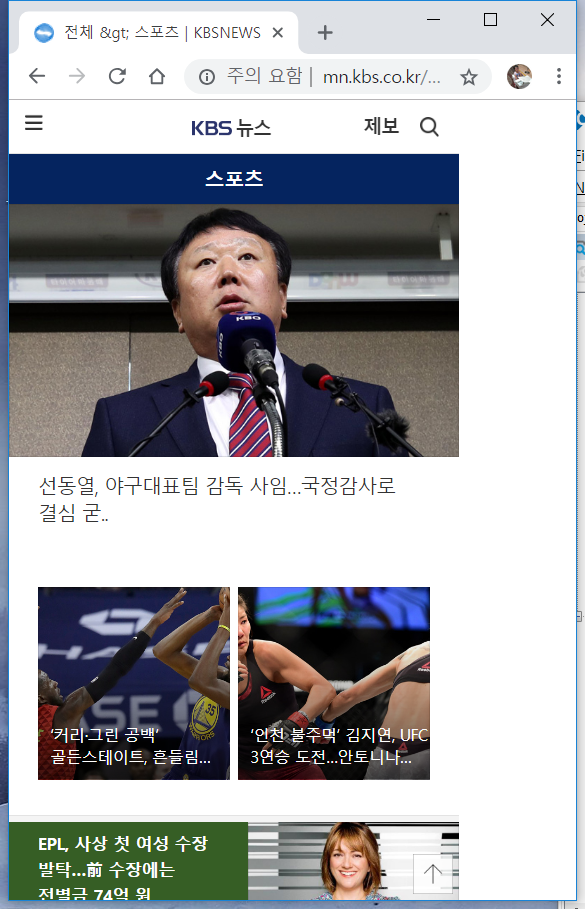 전체 &gt; 스포츠 | KBSNEWS
주의 요함 | mn.kbs.co.kr/...
KBS 뉴스
제보
스포츠
KBO
선동열, 야구대표팀 감독 사임...국정감사로
결심 굳..
‘커리·그린 공백’
골든스테이트, 흔들림...
35
WARRIORS
‘인천 불주먹’ 김지연, UFC
3연승 도전...안토니나...
EPL, 사상 첫 여성 수장
발탁...前 수장에는
전별금 74억 원